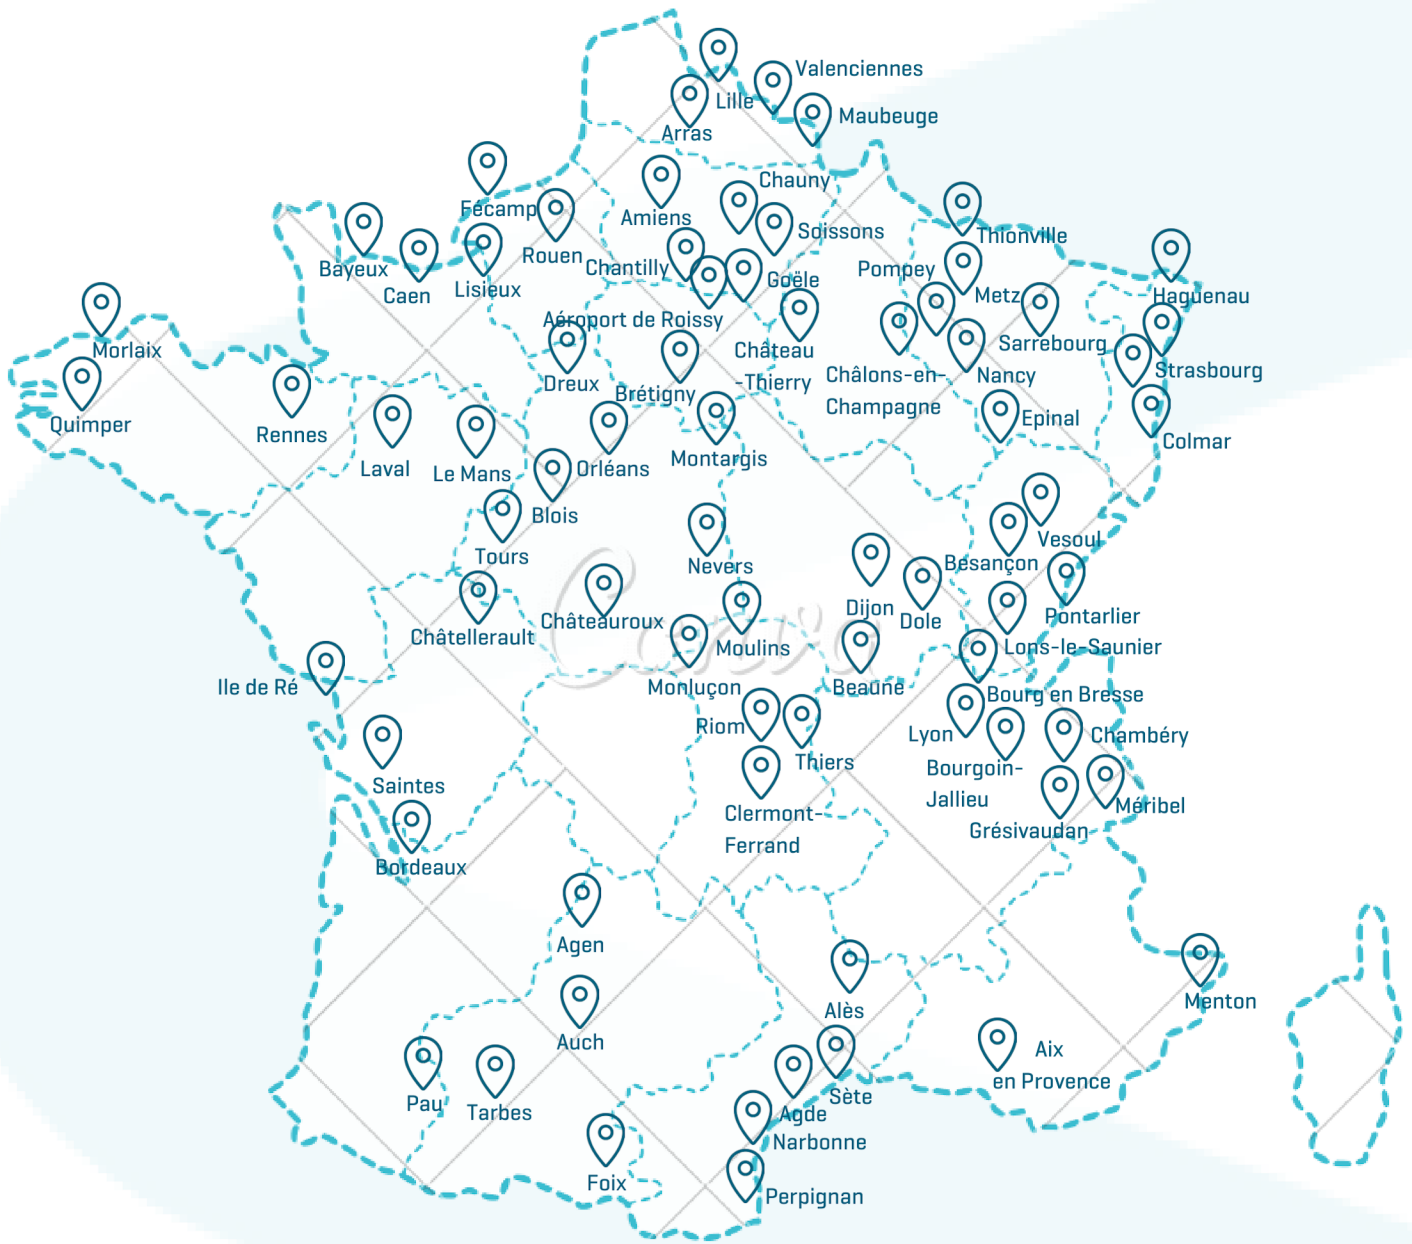 Valenciennes
Lille
Maubeuge
Arras
Chauny
Fécamp
Amiens
Soissons
Thionville
Rouen
Bayeux
Chantilly
Pompey
Goële
Caen
Lisieux
Metz
Haguenau
Aéroport de Roissy
Morlaix
Château
-Thierry
Sarrebourg
Strasbourg
Dreux
Brétigny
Châlons-en-
Champagne
Nancy
Quimper
Rennes
Epinal
Colmar
Laval
Le Mans
Orléans
Montargis
Blois
Vesoul
Tours
Nevers
Besançon
Canva
Dijon
Dole
Pontarlier
Châtellerault
Châteauroux
Moulins
Lons-le-Saunier
Ile de Ré
Monluçon
Beaune
Bourg en Bresse
Riom
Lyon
Chambéry
Thiers
Bourgoin-
Jallieu
Saintes
Méribel
Clermont-
Ferrand
Grésivaudan
Bordeaux
Agen
Menton
Alès
Auch
Aix
en Provence
Pau
Tarbes
Sète
Agde
Narbonne
Foix
Perpignan